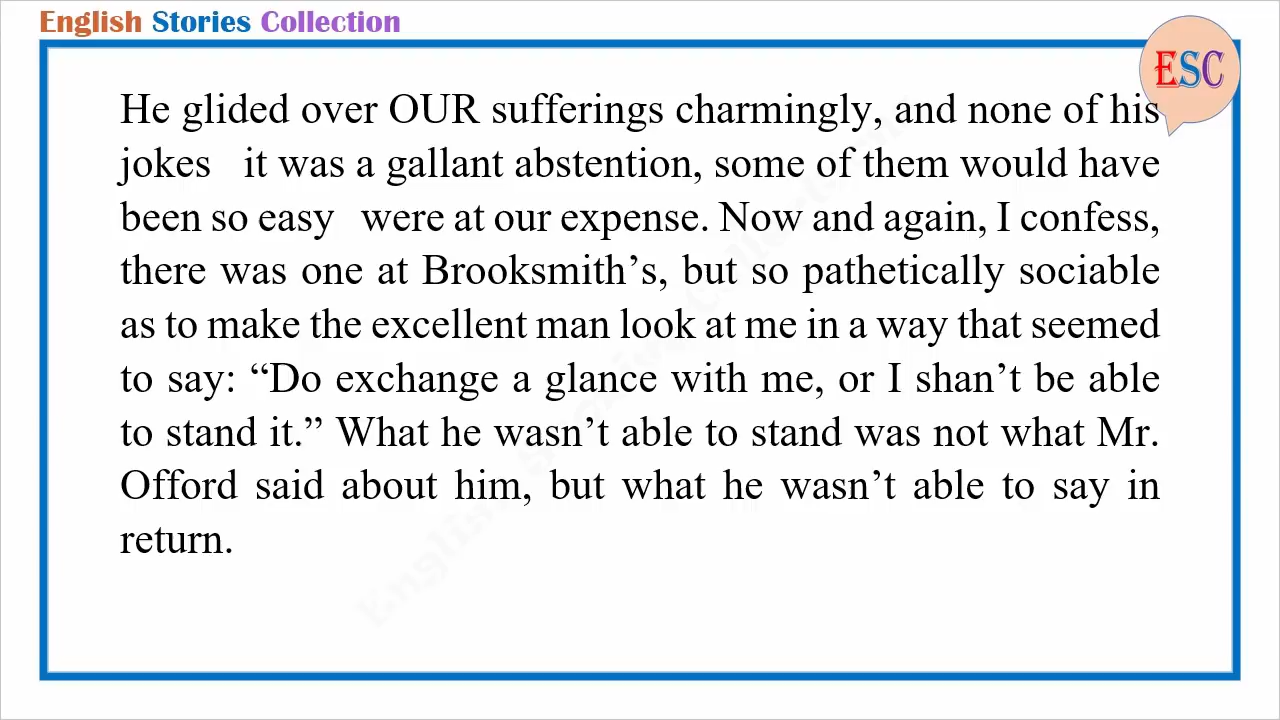 English Stories Collection
ESC
He glided over OUR sufferings charmingly, and none of his
jokes it was a gallant abstention, some of them would have
been so easy were at our expense. Now and again, I confess,
there was one at Brooksmith’s, but so pathetically sociable
as to make the excellent man look at me in a way that seemed
to say: “Do exchange a glance with me, or I shan’t be able
to stand it.” What he wasn’t able to stand was not what Mr.
Offord said about him, but what he wasn’t able to say in
return.
English Stories Collection